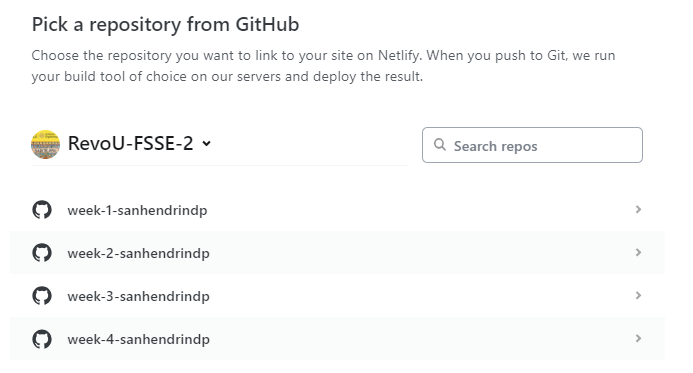 Pick a repository from GitHub
Choose the repository you want to link to your site on Netlify. When you push to Git, we run
your build tool of choice on our servers and deploy the result.
RevoU-FSSE-2
Search repos
week-1-sanhendrindp
week-2-sanhendrindp
week-3-sanhendrindp
week-4-sanhendrindp